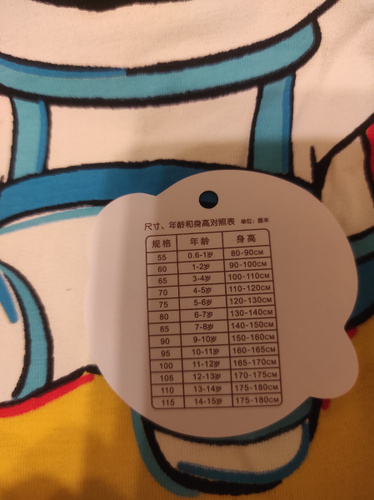 尺寸、年龄和身高对照表 单位：厘米
规格 年龄 身高
55 0.6-1岁 80-90CM
60 1-2岁 90-100CM
65 3-4岁 100-110CM
70 4-5岁 110-120CM
75 5-6岁 120-130CM
80 6-7岁 130-140CM
85 7-8岁 140-150CM
90 9-10岁 150-160CM
95 10-11岁 160-165CM
100 11-12岁 165-170CM
105 12-13岁 170-175CM
110 13-14岁 175-180CM
115 14-15岁 175-180CM